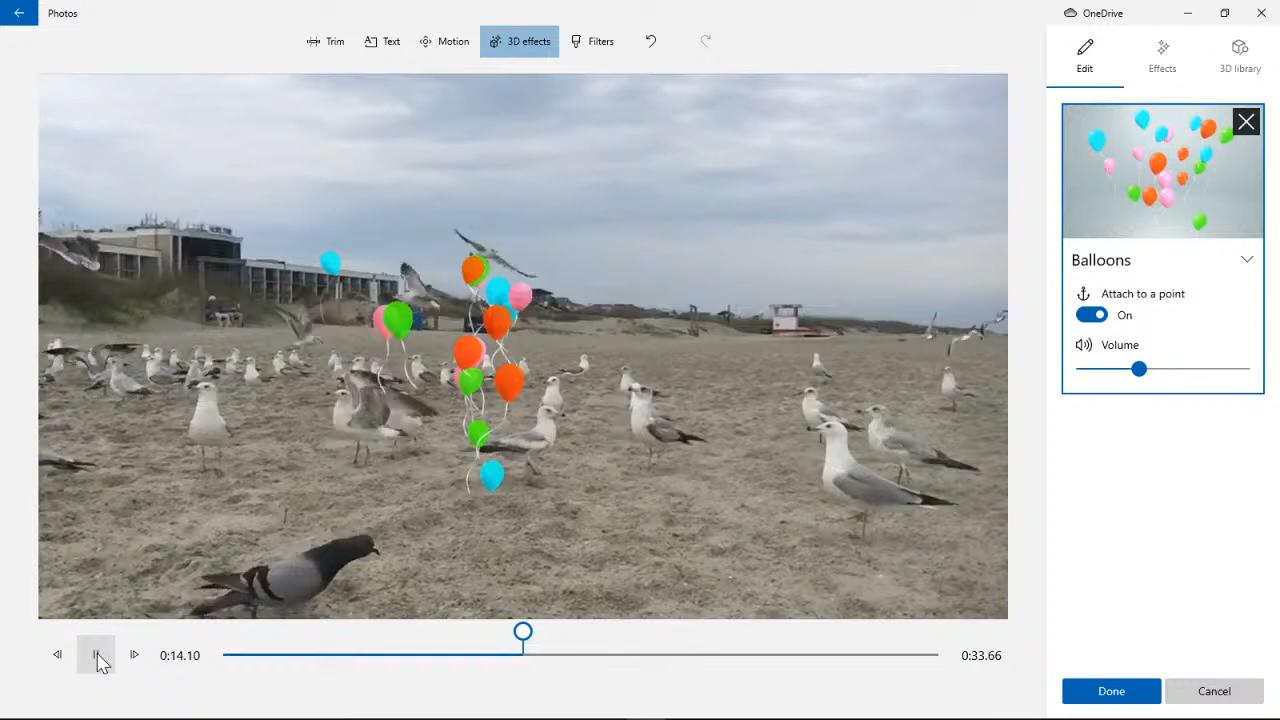 Photos
OneDrive
Trim
Text
Motion
3D effects
Filters
Edit
Effects
3D library
Balloons
Attach to a point
On
Volume
0:14.10
0:33.66
Done
Cancel